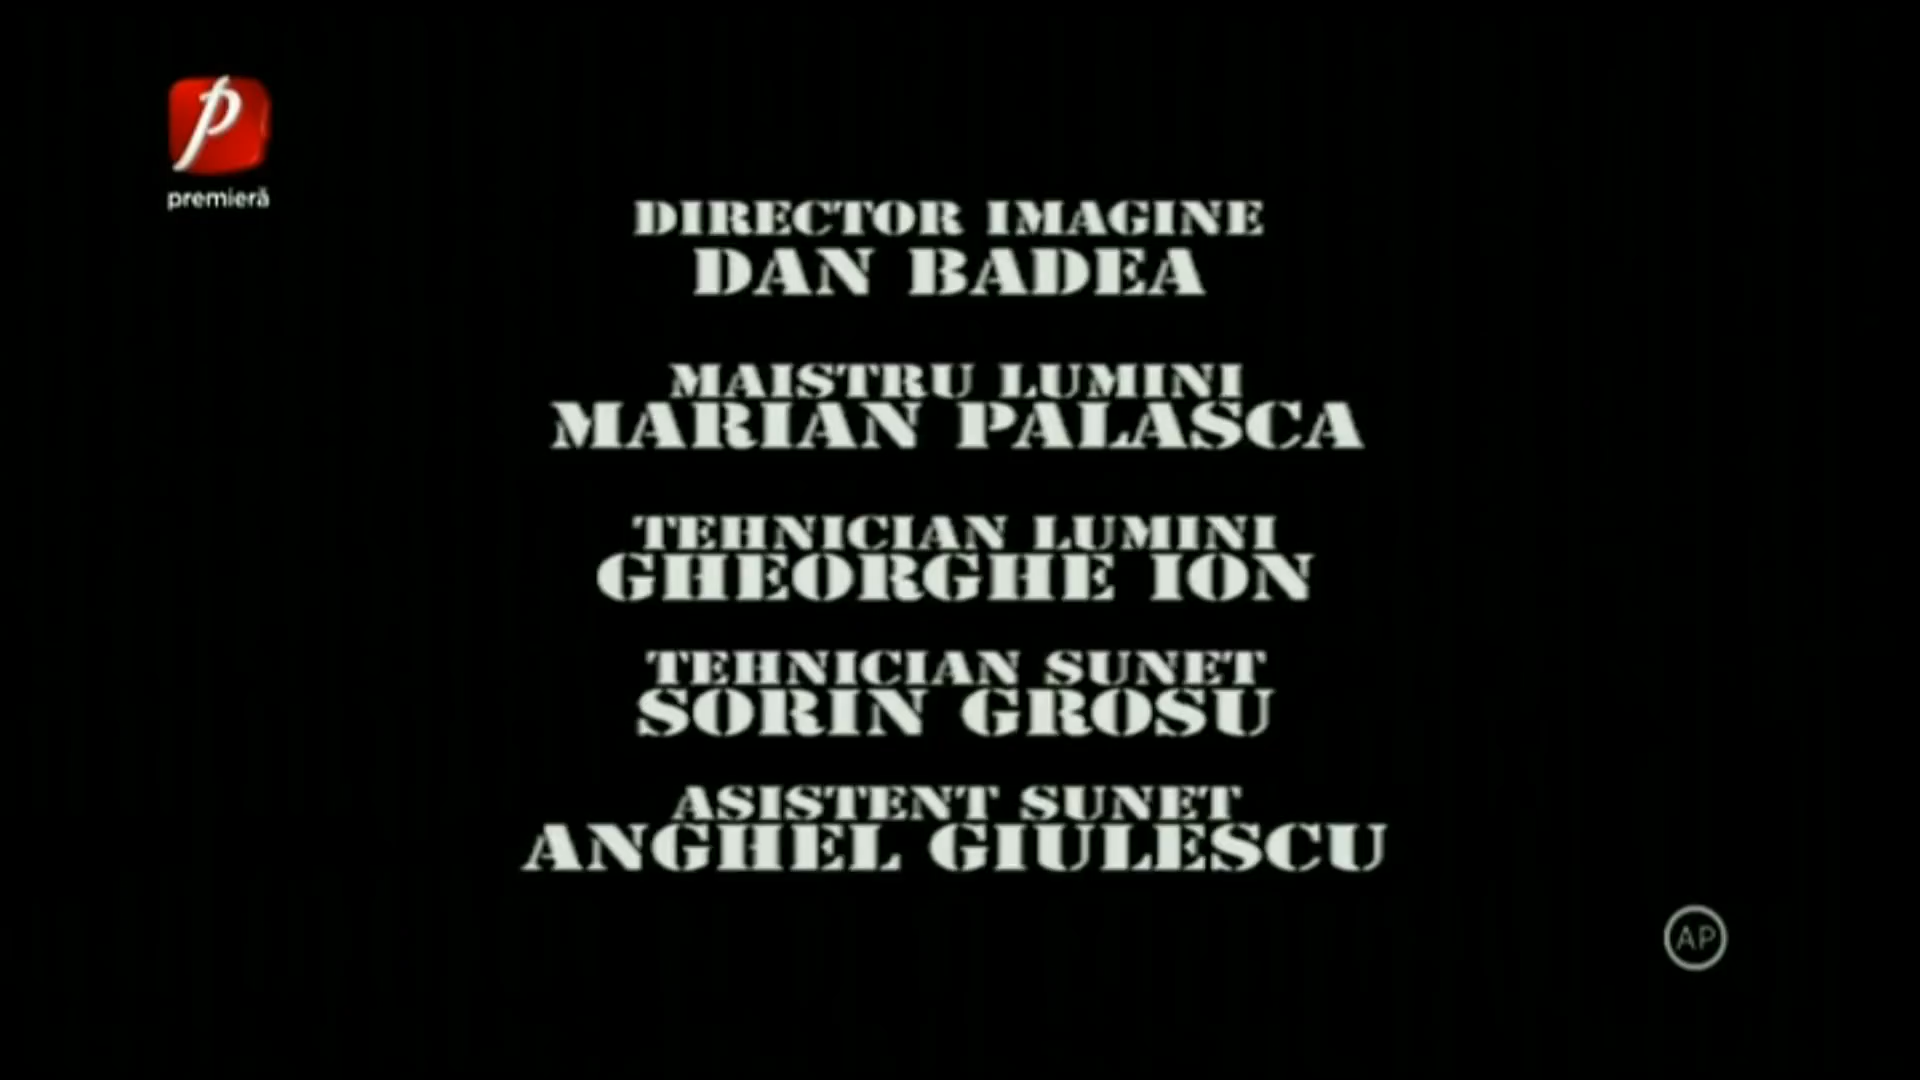 P
premieră
DIRECTOR IMAGINE
DAN BADEA
MAISTRU LUMINI
MARIAN PALASCA
TEHNICIAN LUMINI
GHEORGHE ION
TEHNICIAN SUNET
SORIN GROSU
ASISTENT SUNET
ANGHEL GIULESCU
AP